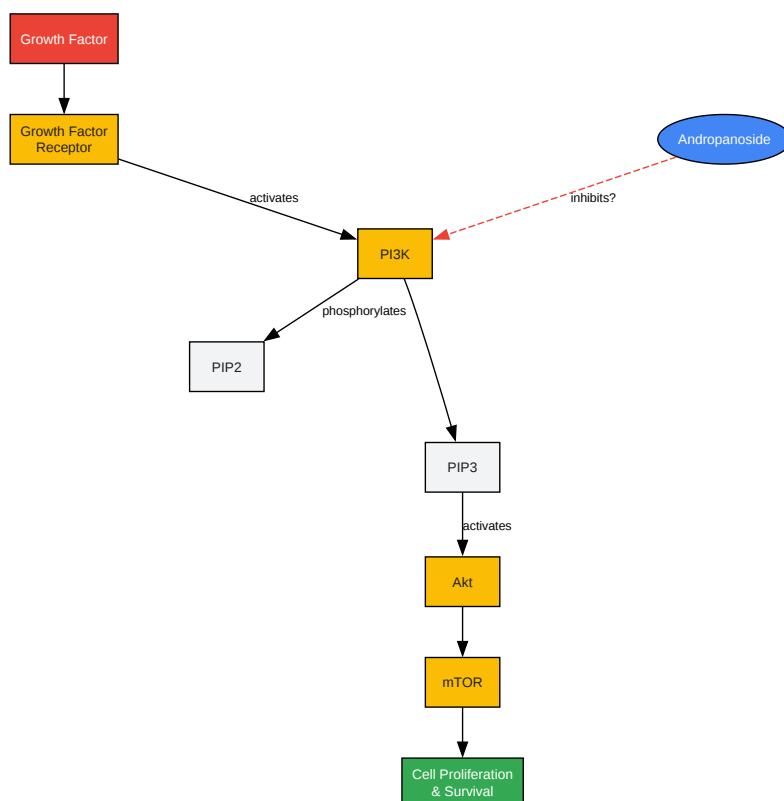 Growth Factor
Growth Factor
Receptor
Andropanoside
activates
inhibits?
PI3K
phosphorylates
PIP2
PIP3
activates
Akt
mTOR
Cell Proliferation
& Survival